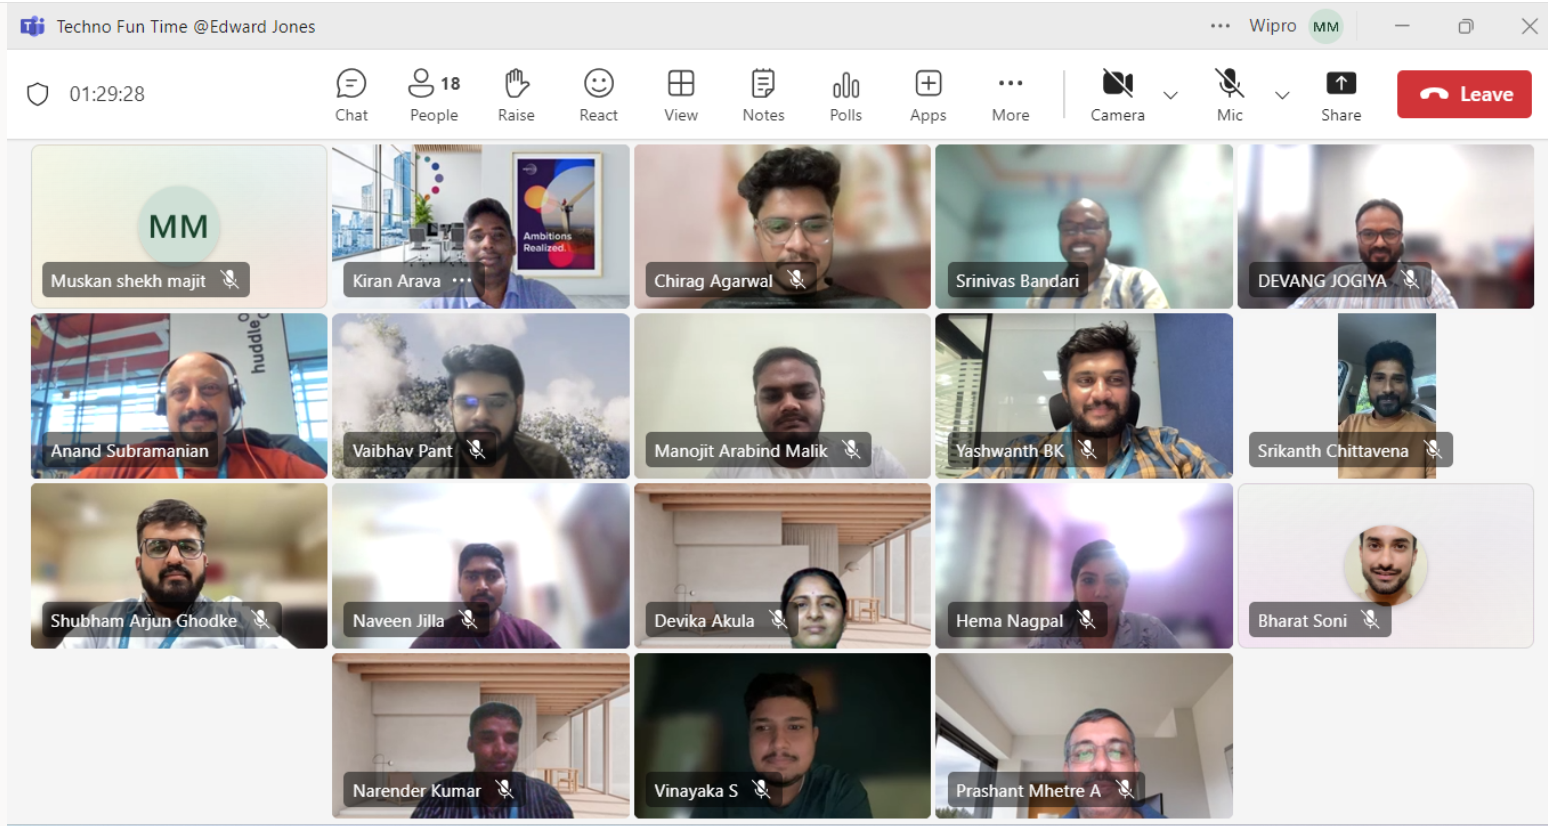 Techno Fun Time @Edward Jones
Wipro MM
01:29:28
18
Chat People Raise React View Notes Polls Apps More Camera Mic Share Leave
MM
Muskan shekh majit
Ambitions
Realized.
Kiran Arava
Chirag Agarwal
Srinivas Bandari
DEVANG JOGIYA
huddle
Anand Subramanian
Vaibhav Pant
Manojit Arabind Malik
Yashwanth BK
Srikanth Chittavena
Shubham Arjun Ghodke
Naveen Jilla
Devika Akula
Hema Nagpal
Bharat Soni
Narender Kumar
Vinayaka S
Prashant Mhetre A